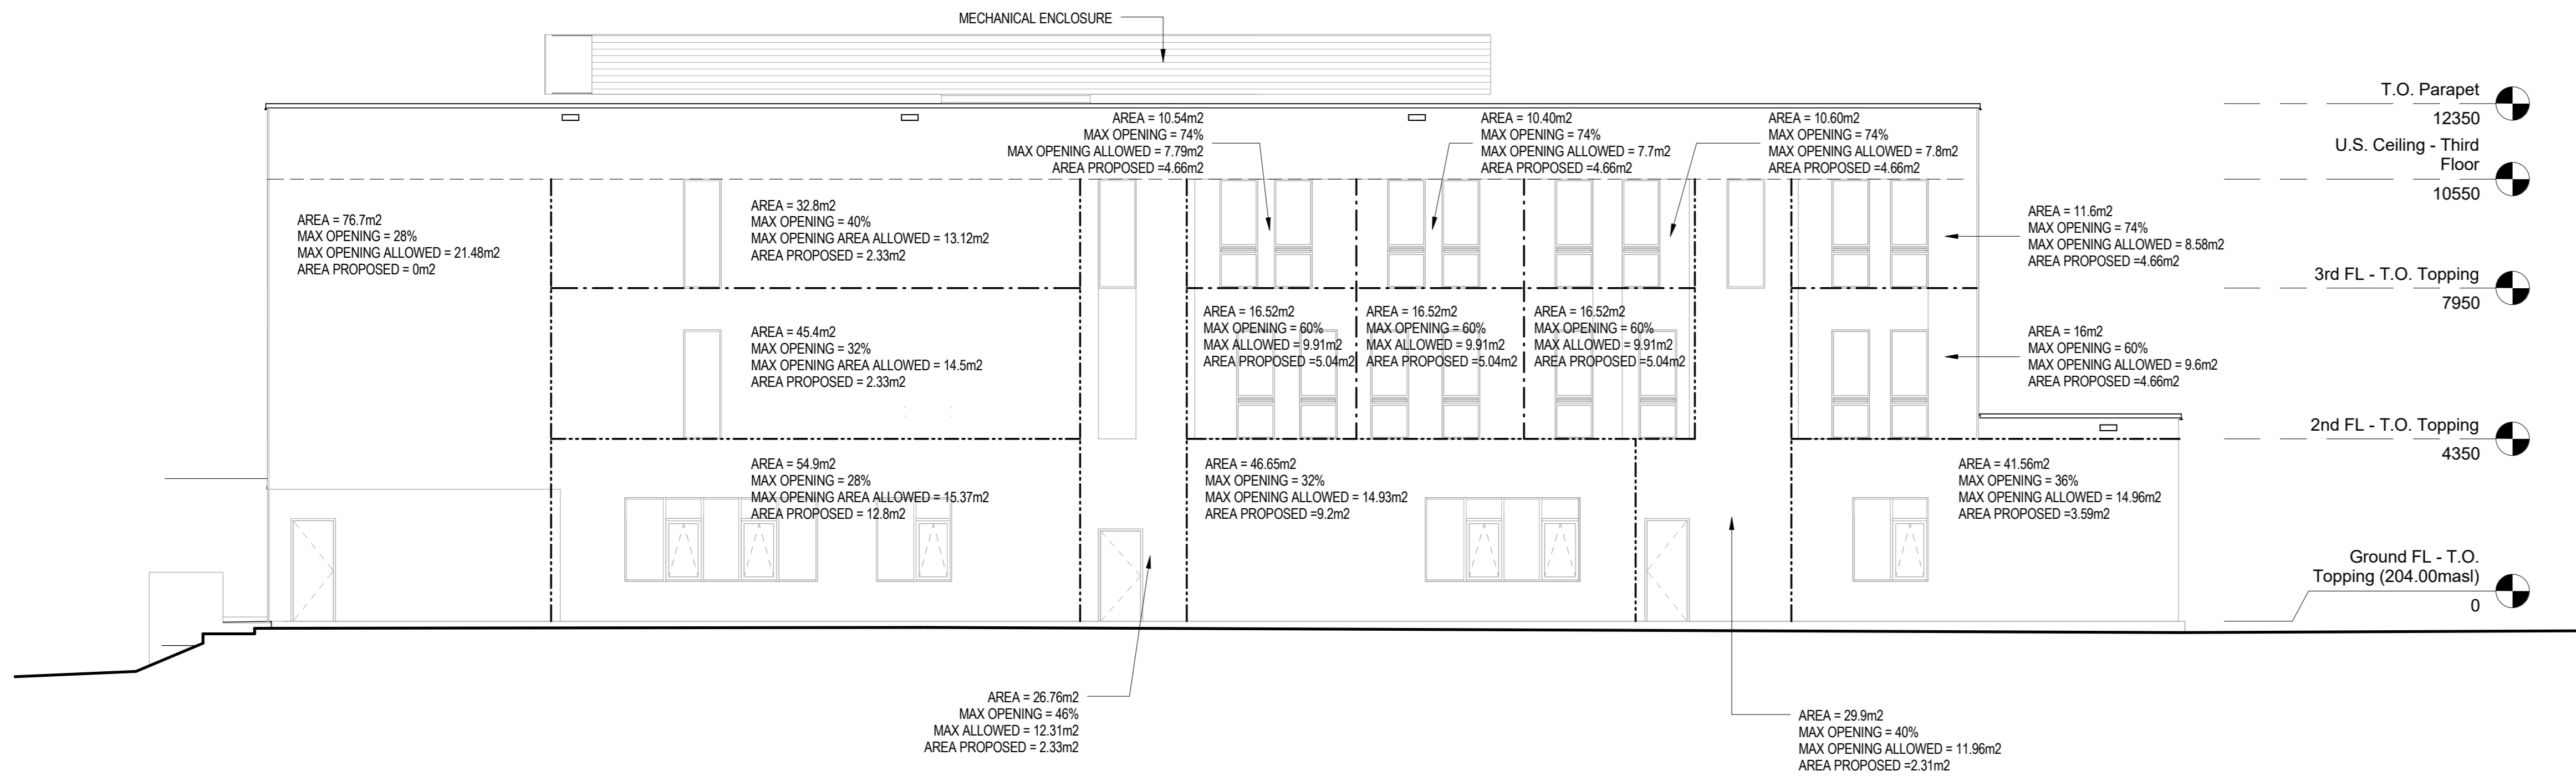 MECHANICAL ENCLOSURE
T.O. Parapet
12350
U.S. Ceiling - Third
Floor
10550
3rd FL - T.O. Topping
7950
2nd FL - T.O. Topping
4350
Ground FL - T.O.
Topping (204.00masl)
0
AREA = 10.54m2
MAX OPENING = 74%
MAX OPENING ALLOWED = 7.79m2
AREA PROPOSED =4.66m2
AREA = 10.40m2
MAX OPENING = 74%
MAX OPENING ALLOWED = 7.7m2
AREA PROPOSED =4.66m2
AREA = 10.60m2
MAX OPENING = 74%
MAX OPENING ALLOWED = 7.8m2
AREA PROPOSED =4.66m2
AREA = 76.7m2
MAX OPENING = 28%
MAX OPENING ALLOWED = 21.48m2
AREA PROPOSED = 0m2
AREA = 32.8m2
MAX OPENING = 40%
MAX OPENING AREA ALLOWED = 13.12m2
AREA PROPOSED = 2.33m2
AREA = 11.6m2
MAX OPENING = 74%
MAX OPENING ALLOWED = 8.58m2
AREA PROPOSED =4.66m2
AREA = 45.4m2
MAX OPENING = 32%
MAX OPENING AREA ALLOWED = 14.5m2
AREA PROPOSED = 2.33m2
AREA = 16.52m2
MAX OPENING = 60%
MAX ALLOWED = 9.91m2
AREA PROPOSED =5.04m2
AREA = 16.52m2
MAX OPENING = 60%
MAX ALLOWED = 9.91m2
AREA PROPOSED =5.04m2
AREA = 16.52m2
MAX OPENING = 60%
MAX ALLOWED = 9.91m2
AREA PROPOSED =5.04m2
AREA = 16m2
MAX OPENING = 60%
MAX OPENING ALLOWED = 9.6m2
AREA PROPOSED =4.66m2
AREA = 54.9m2
MAX OPENING = 28%
MAX OPENING AREA ALLOWED = 15.37m2
AREA PROPOSED = 12.8m2
AREA = 46.65m2
MAX OPENING = 32%
MAX OPENING ALLOWED = 14.93m2
AREA PROPOSED =9.2m2
AREA = 41.56m2
MAX OPENING = 36%
MAX OPENING ALLOWED = 14.96m2
AREA PROPOSED =3.59m2
AREA = 26.76m2
MAX OPENING = 46%
MAX ALLOWED = 12.31m2
AREA PROPOSED = 2.33m2
AREA = 29.9m2
MAX OPENING = 40%
MAX OPENING ALLOWED = 11.96m2
AREA PROPOSED =2.31m2